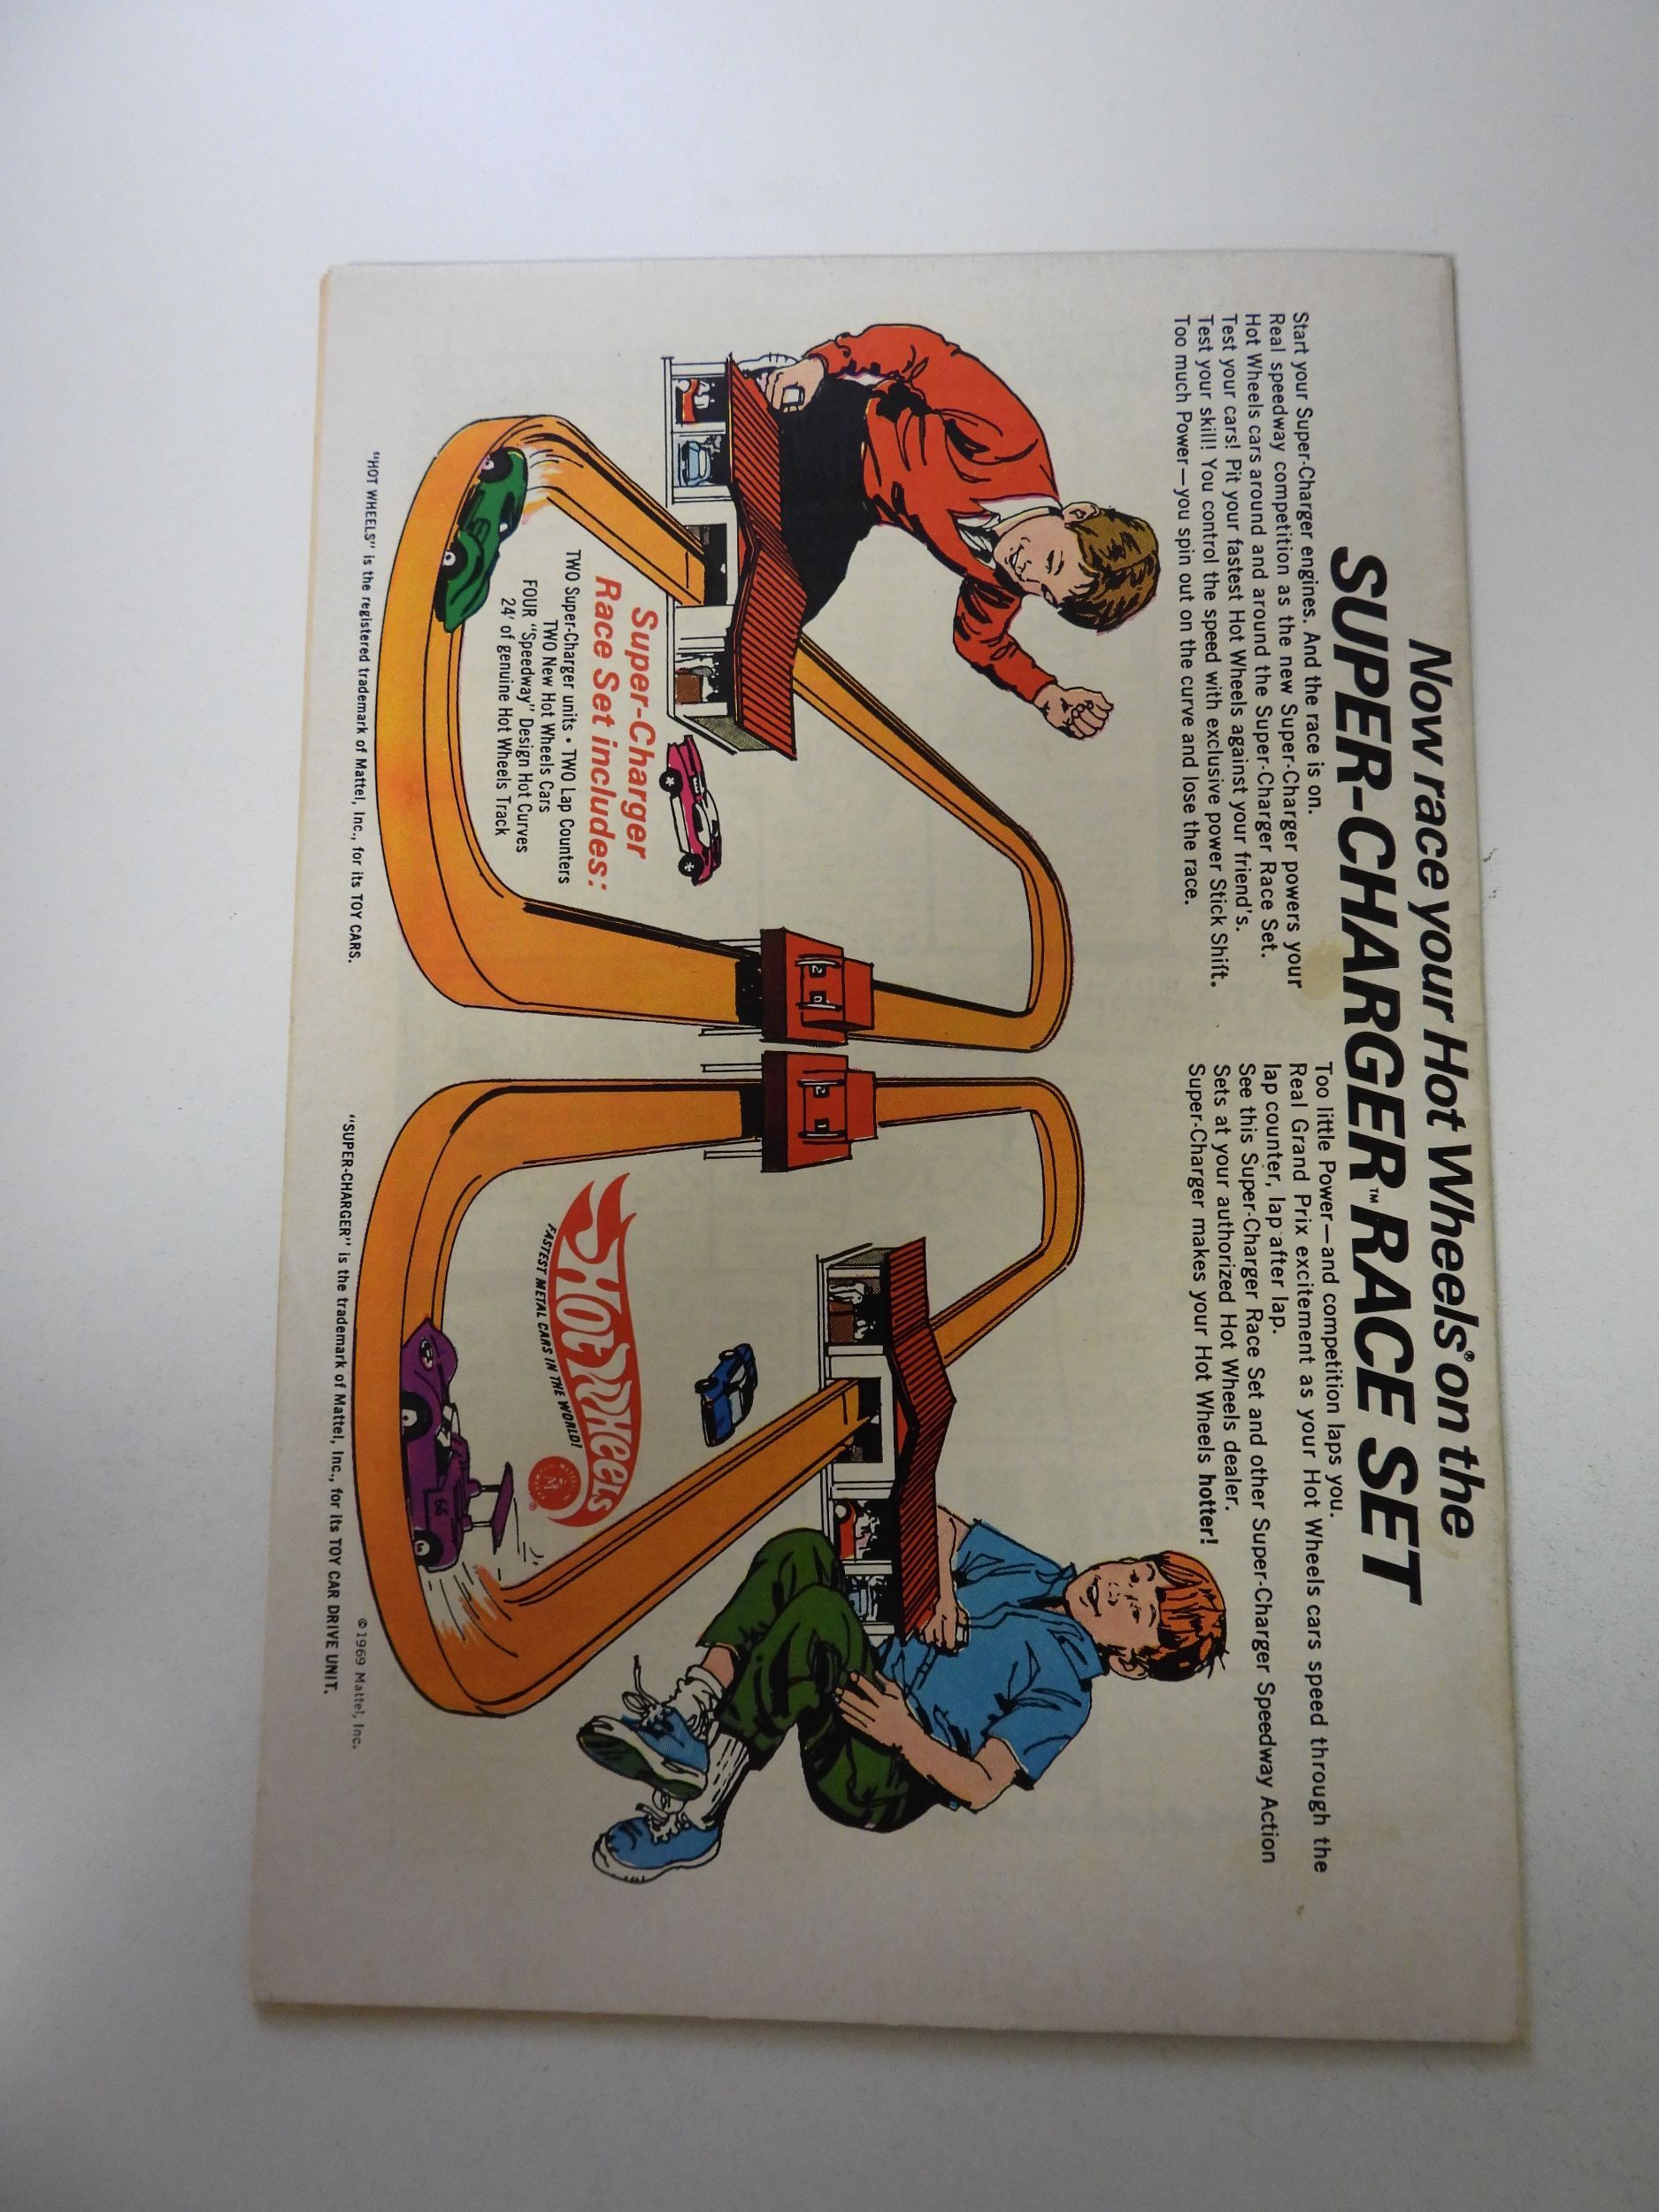 Now race your Hot Wheels® on the
SUPER-CHARGER™ RACE SET
Start your Super-Charger engines. And the race is on.
Real speedway competition as the new Super-Charger powers your
Hot Wheels cars around and around the Super-Charger Race Set.
Test your cars! Pit your fastest Hot Wheels against your friend's.
Test your skill! You control the speed with exclusive power Stick Shift.
Too much Power—you spin out on the curve and lose the race.
Too little Power—and competition laps you.
Real Grand Prix excitement as your Hot Wheels cars speed through the
lap counter, lap after lap.
See this Super-Charger Race Set and other Super-Charger Speedway Action
Sets at your authorized Hot Wheels dealer.
Super-Charger makes your Hot Wheels hotter!
2 0
2 1
Super-Charger
Race Set includes:
TWO Super-Charger units • TWO Lap Counters
TWO New Hot Wheels Cars
FOUR "Speedway" Design Hot Curves
24' of genuine Hot Wheels Track
Hot Wheels
FASTEST METAL CARS IN THE WORLD!
M
®
66
"HOT WHEELS" is the registered trademark of Mattel, Inc., for its TOY CARS.
©1969 Mattel, Inc.
"SUPER-CHARGER" is the trademark of Mattel, Inc., for its TOY CAR DRIVE UNIT.